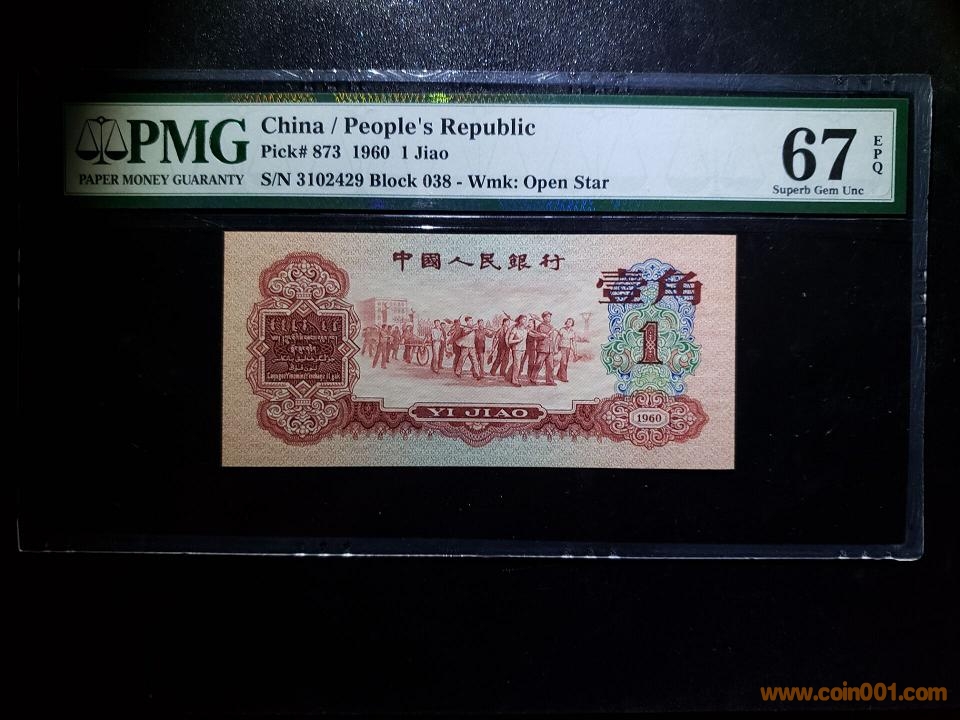 PMG
PAPER MONEY GUARANTY
China / People's Republic
Pick# 873 1960 1 Jiao
S/N 3102429 Block 038 - Wmk: Open Star
67
EPQ
Superb Gem Unc
中國人民銀行
壹角
1
YI JIAO
1960
www.coin001.com